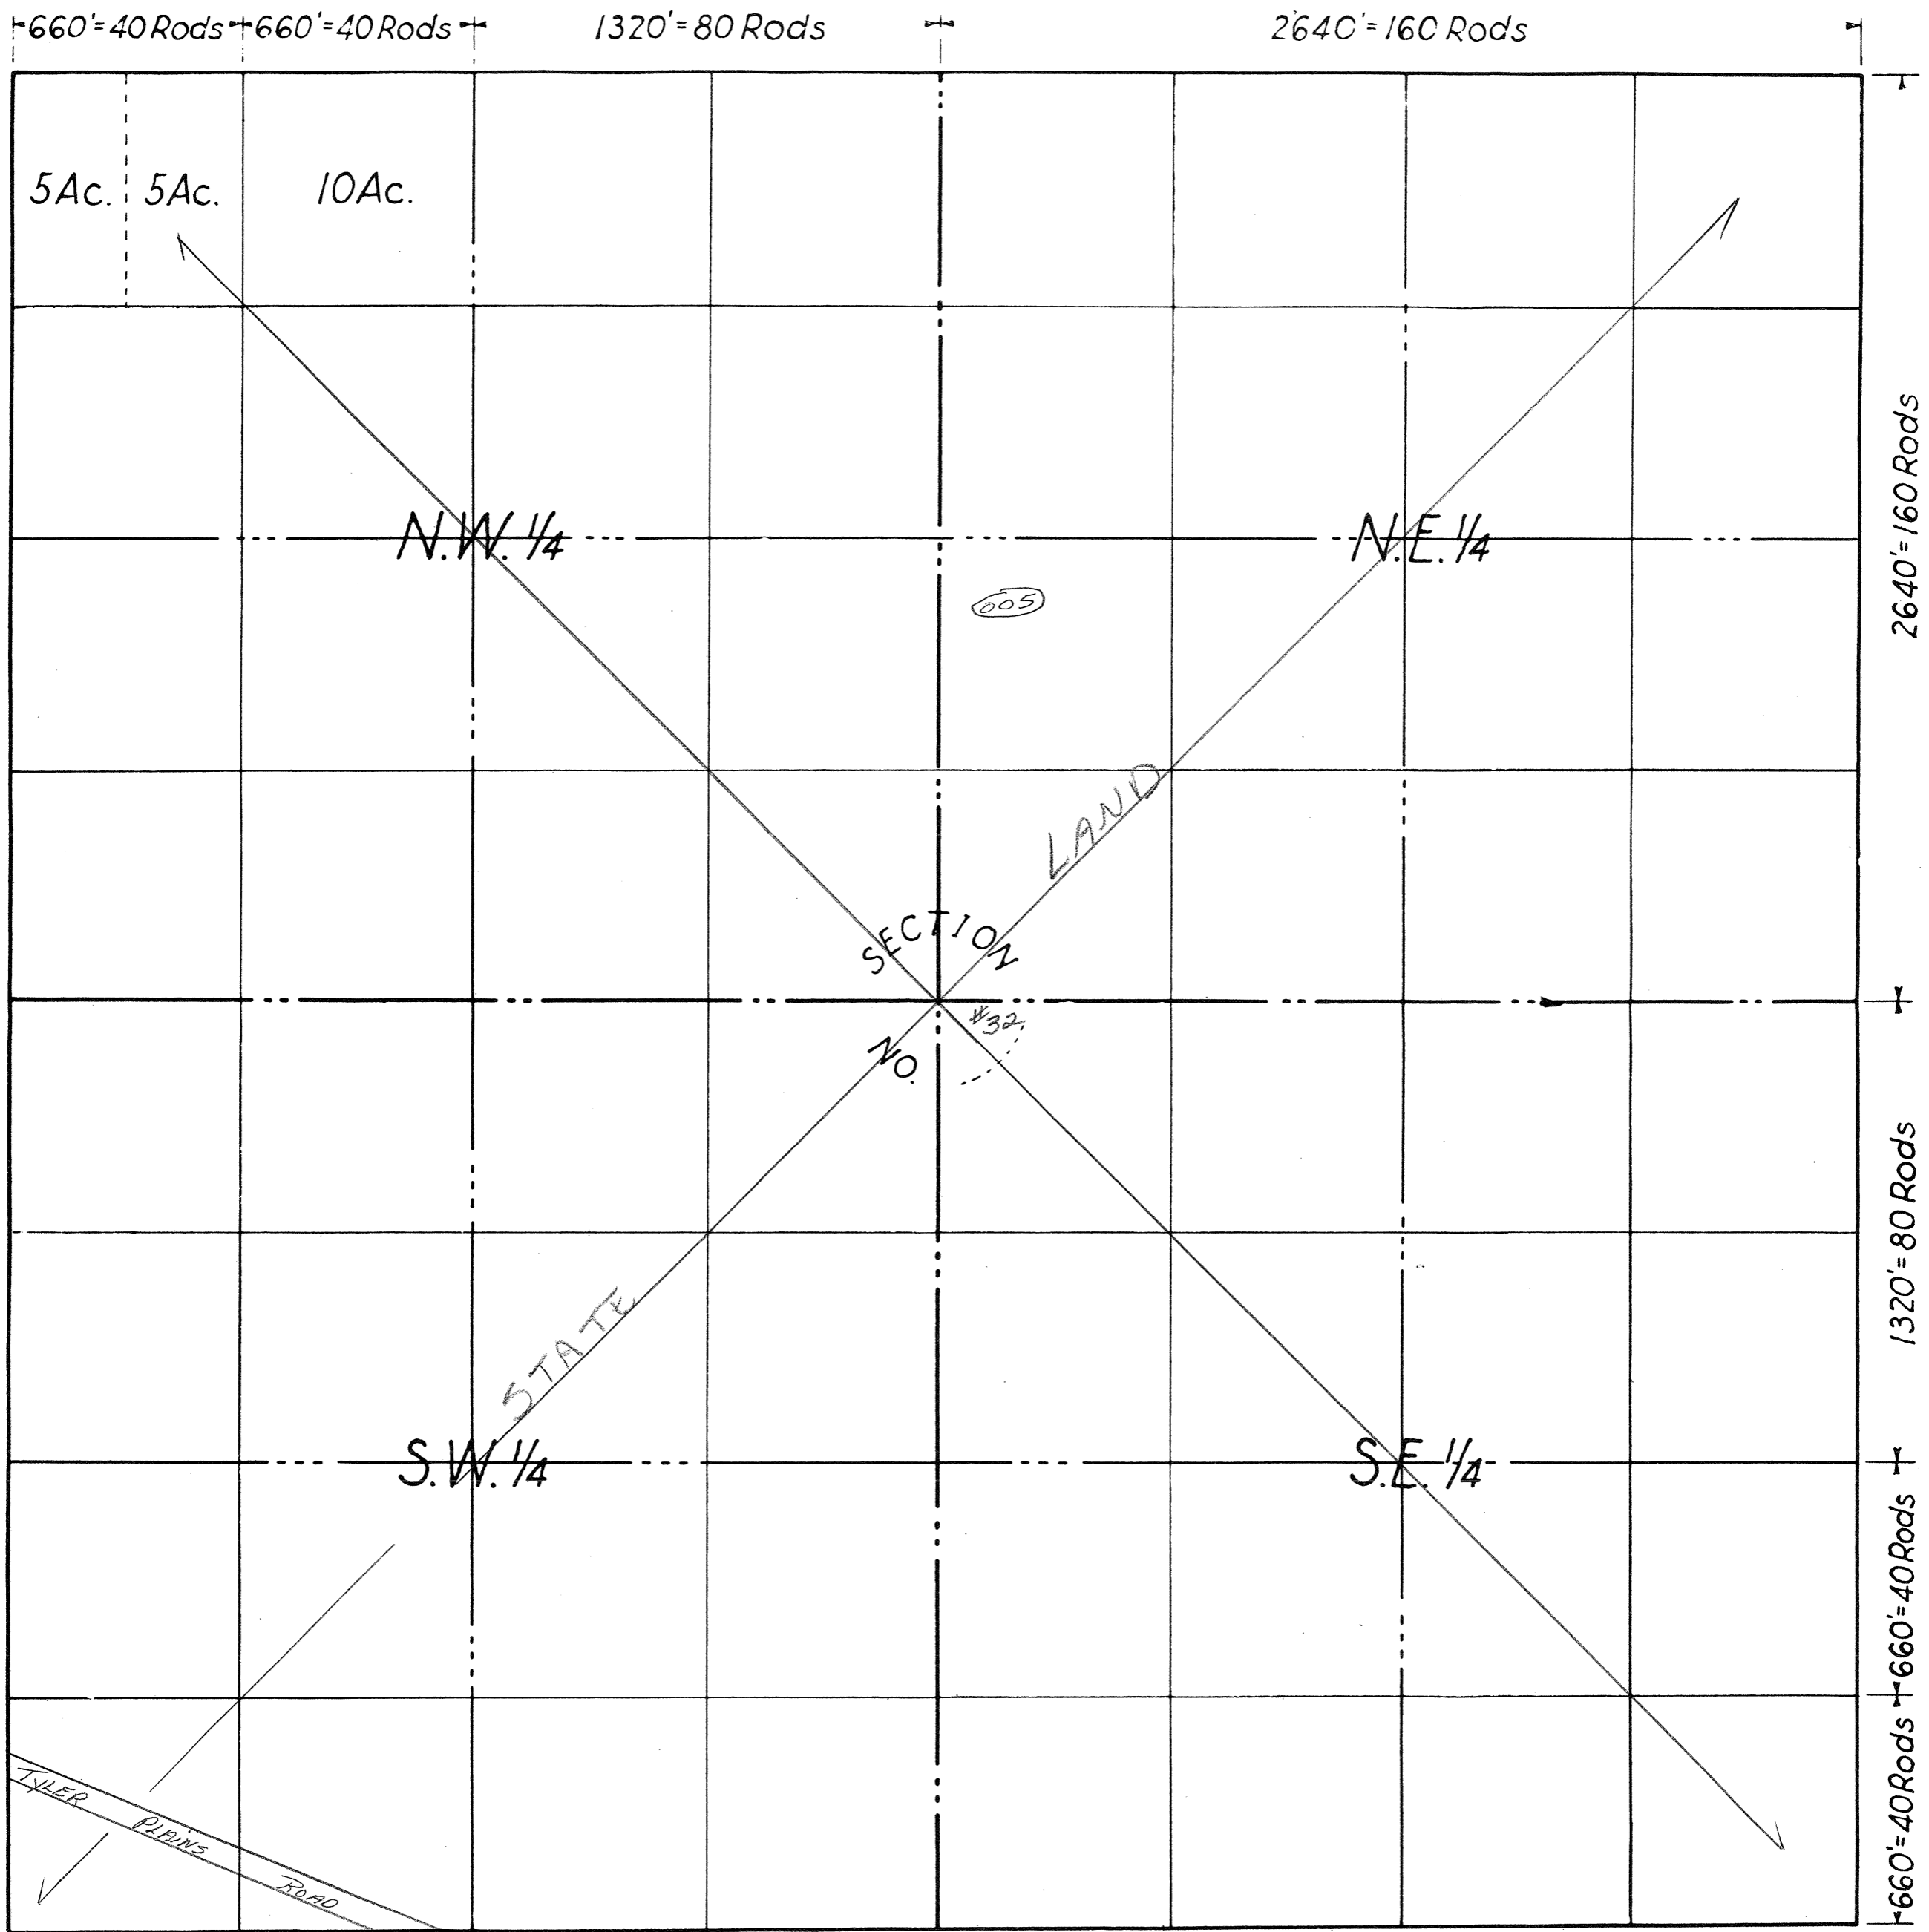 660'=40 Rods 660'=40 Rods 1320'=80 Rods 2640'=160 Rods
5Ac. 5Ac. 10Ac.
2640'=160 Rods
N.W. 1/4 N.E. 1/4
005
LAND
SECTION
NO. #32
1320'=80 Rods
STATE
S.W. 1/4 S.E. 1/4
660'=40 Rods
660'=40 Rods
TYLER PLAINS ROAD